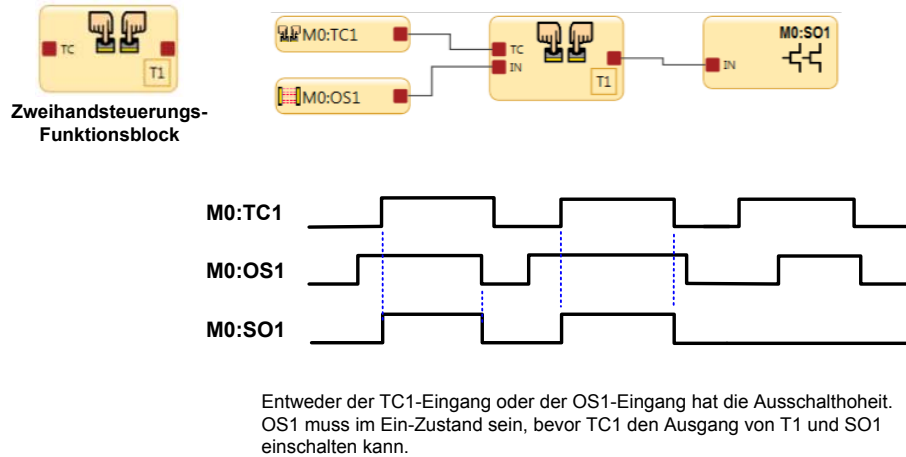 TC
T1
Zweihandsteuerungs-
Funktionsblock
M0:TC1
M0:OS1
TC
IN
T1
M0:SO1
IN
M0:TC1
M0:OS1
M0:SO1
Entweder der TC1-Eingang oder der OS1-Eingang hat die Ausschalthoheit.
OS1 muss im Ein-Zustand sein, bevor TC1 den Ausgang von T1 und SO1
einschalten kann.